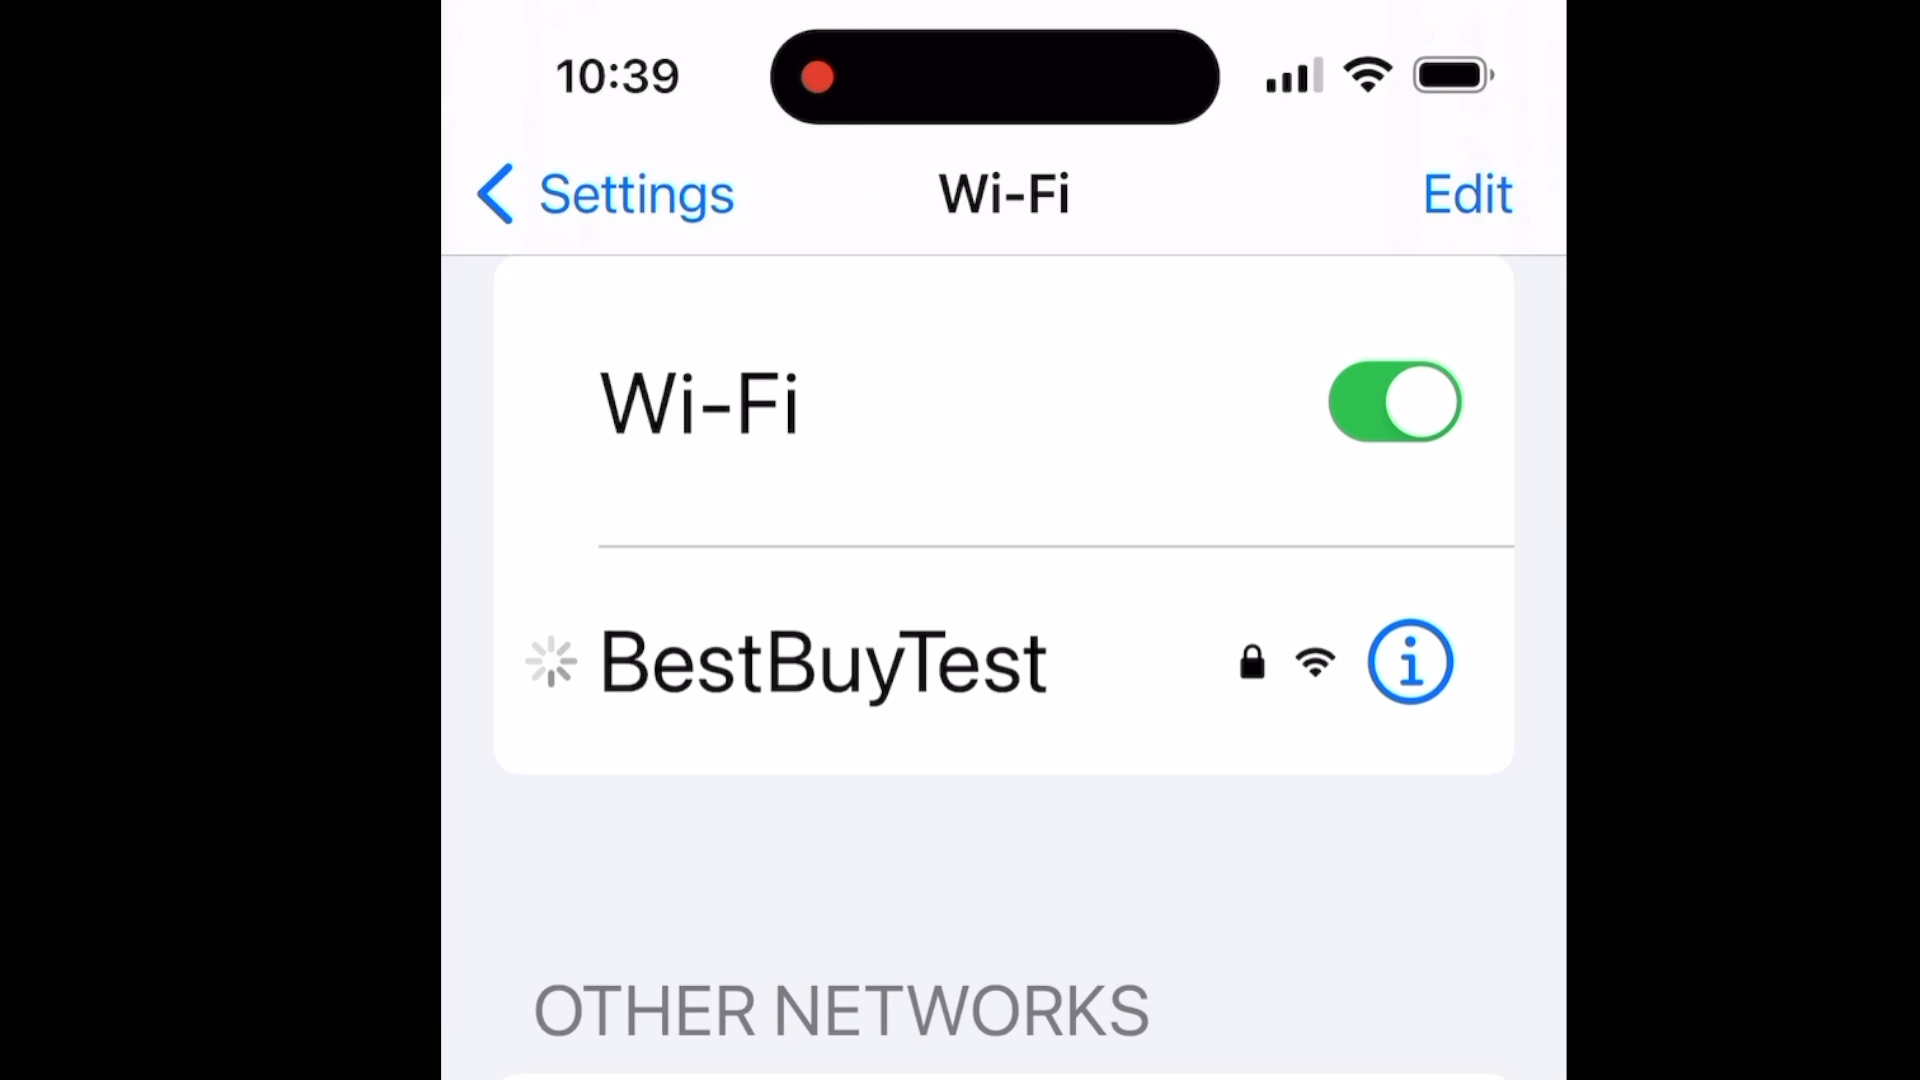 10:39
Settings
Wi-Fi
Edit
Wi-Fi
BestBuyTest
OTHER NETWORKS